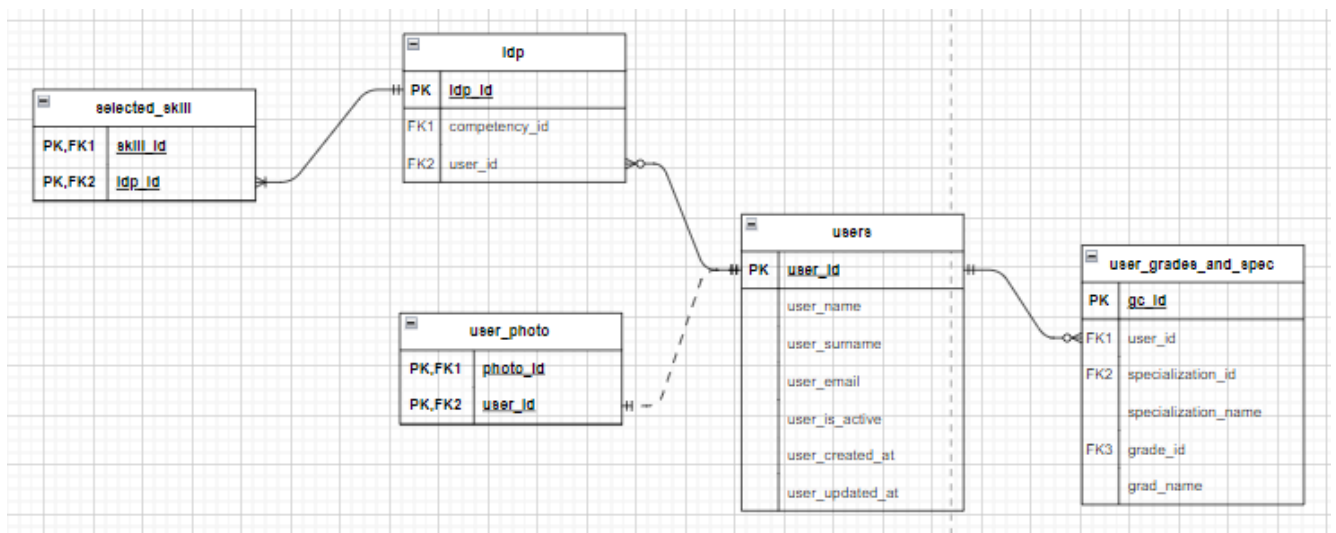 idp
PK idp_id
FK1 competency_id
FK2 user_id
selected_skill
PK,FK1 skill_id
PK,FK2 idp_id
users
PK user_id
user_name
user_surname
user_email
user_is_active
user_created_at
user_updated_at
user_photo
PK,FK1 photo_id
PK,FK2 user_id
user_grades_and_spec
PK gc_id
FK1 user_id
FK2 specialization_id
specialization_name
FK3 grade_id
grad_name